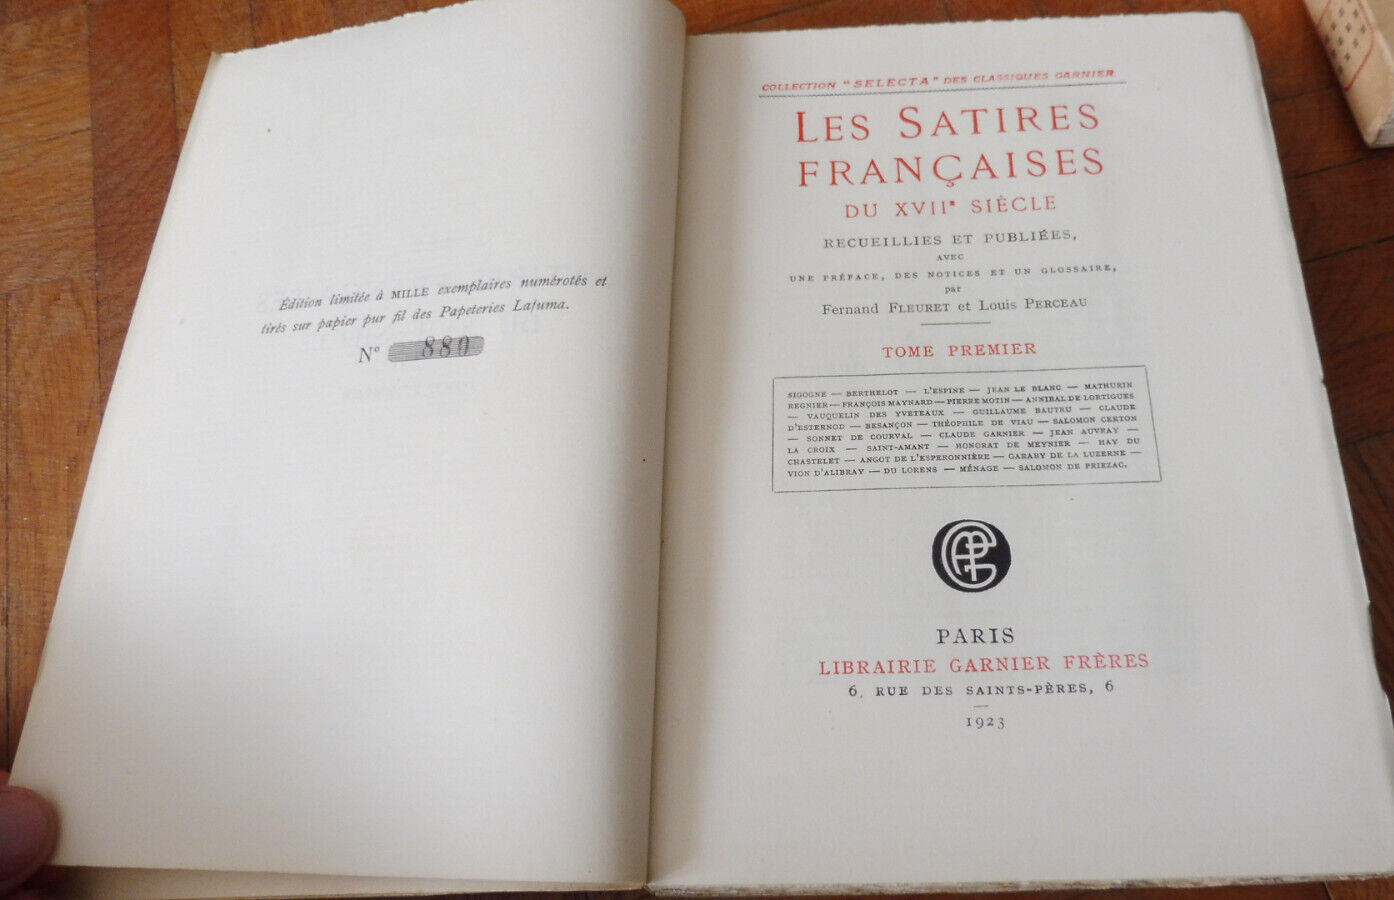 Édition limitée à MILLE exemplaires numérotés et
tirés sur papier pur fil des Papeteries Lafuma.
N° 880
COLLECTION "SELECTA" DES CLASSIQUES GARNIER
LES SATIRES
FRANÇAISES
DU XVIIᵉ SIÈCLE
RECUEILLIES ET PUBLIÉES,
AVEC
UNE PRÉFACE, DES NOTICES ET UN GLOSSAIRE,
par
Fernand FLEURET et Louis PERCEAU
TOME PREMIER
SIGOGNE — BERTHELOT — L'ESPINE — JEAN LE BLANC — MATHURIN
REGNIER — FRANÇOIS MAYNARD — PIERRE MOTIN — ANNIBAL DE LORTIGUES
— VAUQUELIN DES YVETEAUX — GUILLAUME BAUTRU — CLAUDE
D'ESTERNOD — BESANÇON — THÉOPHILE DE VIAU — SALOMON CERTON
— SONNET DE COURVAL — CLAUDE GARNIER — JEAN AUVRAY —
LA CROIX — SAINT-AMANT — HONORAT DE MEYNIER — HAY DU
CHASTELET — ANGOT DE L'ESPERONNIÈRE — GARABY DE LA LUZERNE —
VION D'ALIBRAY — DU LORENS — MÉNAGE — SALOMON DE PRIEZAC.
PARIS
LIBRAIRIE GARNIER FRÈRES
6, RUE DES SAINTS-PÈRES, 6
1923